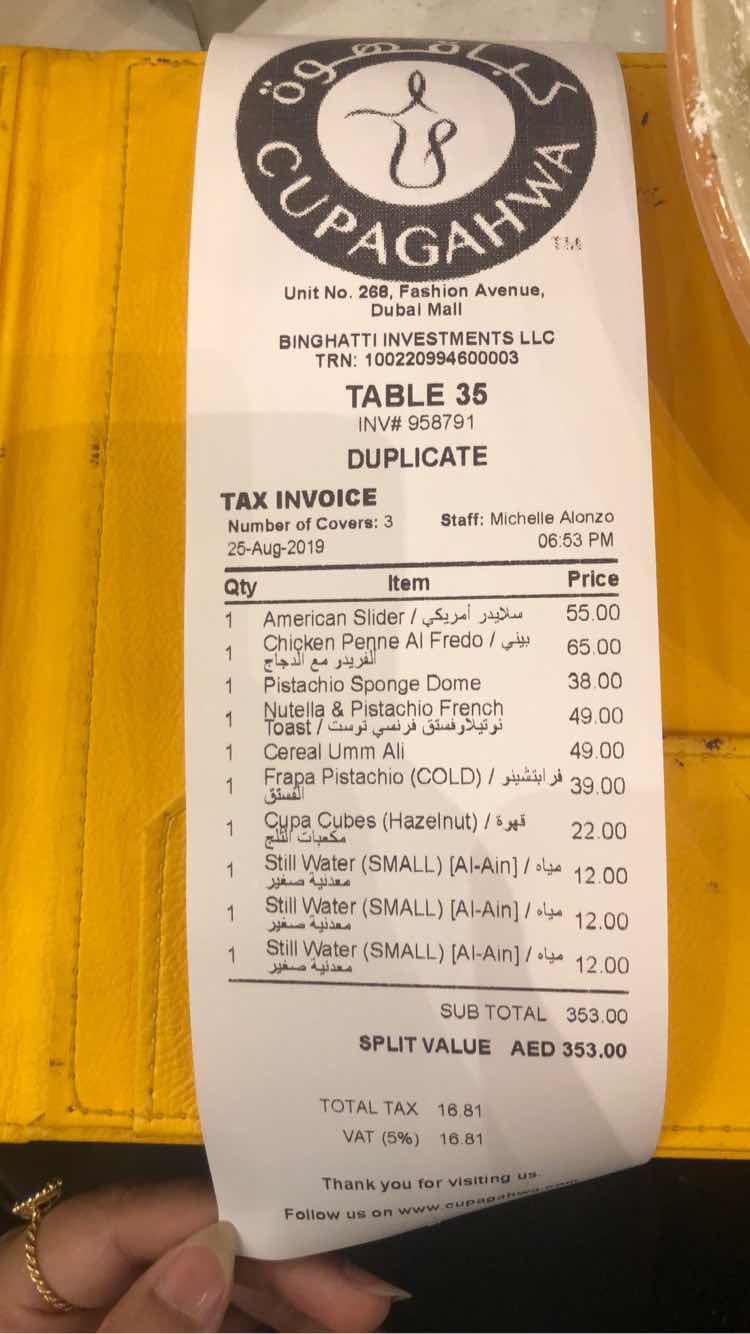 كباقهوة
CUPAGAHWA
TM
Unit No. 268, Fashion Avenue,
Dubai Mall
BINGHATTI INVESTMENTS LLC
TRN: 100220994600003
TABLE 35
INV# 958791
DUPLICATE
TAX INVOICE
Number of Covers: 3 Staff: Michelle Alonzo
25-Aug-2019 06:53 PM
Qty Item Price
1 American Slider / سلايدر أمريكي 55.00
1 Chicken Penne Al Fredo / بيني 65.00
الفريدو مع الدجاج
1 Pistachio Sponge Dome 38.00
1 Nutella & Pistachio French 49.00
Toast / نوتيلا وفستق فرنسي توست
1 Cereal Umm Ali 49.00
1 Frapa Pistachio (COLD) / فرابتشينو 39.00
الفستق
1 Cupa Cubes (Hazelnut) / قهوة 22.00
مكعبات الثلج
1 Still Water (SMALL) [Al-Ain] / مياه 12.00
معدنية صغير
1 Still Water (SMALL) [Al-Ain] / مياه 12.00
معدنية صغير
1 Still Water (SMALL) [Al-Ain] / مياه 12.00
معدنية صغير
SUB TOTAL 353.00
SPLIT VALUE AED 353.00
TOTAL TAX 16.81
VAT (5%) 16.81
Thank you for visiting us.
Follow us on www.cupagahwa.com